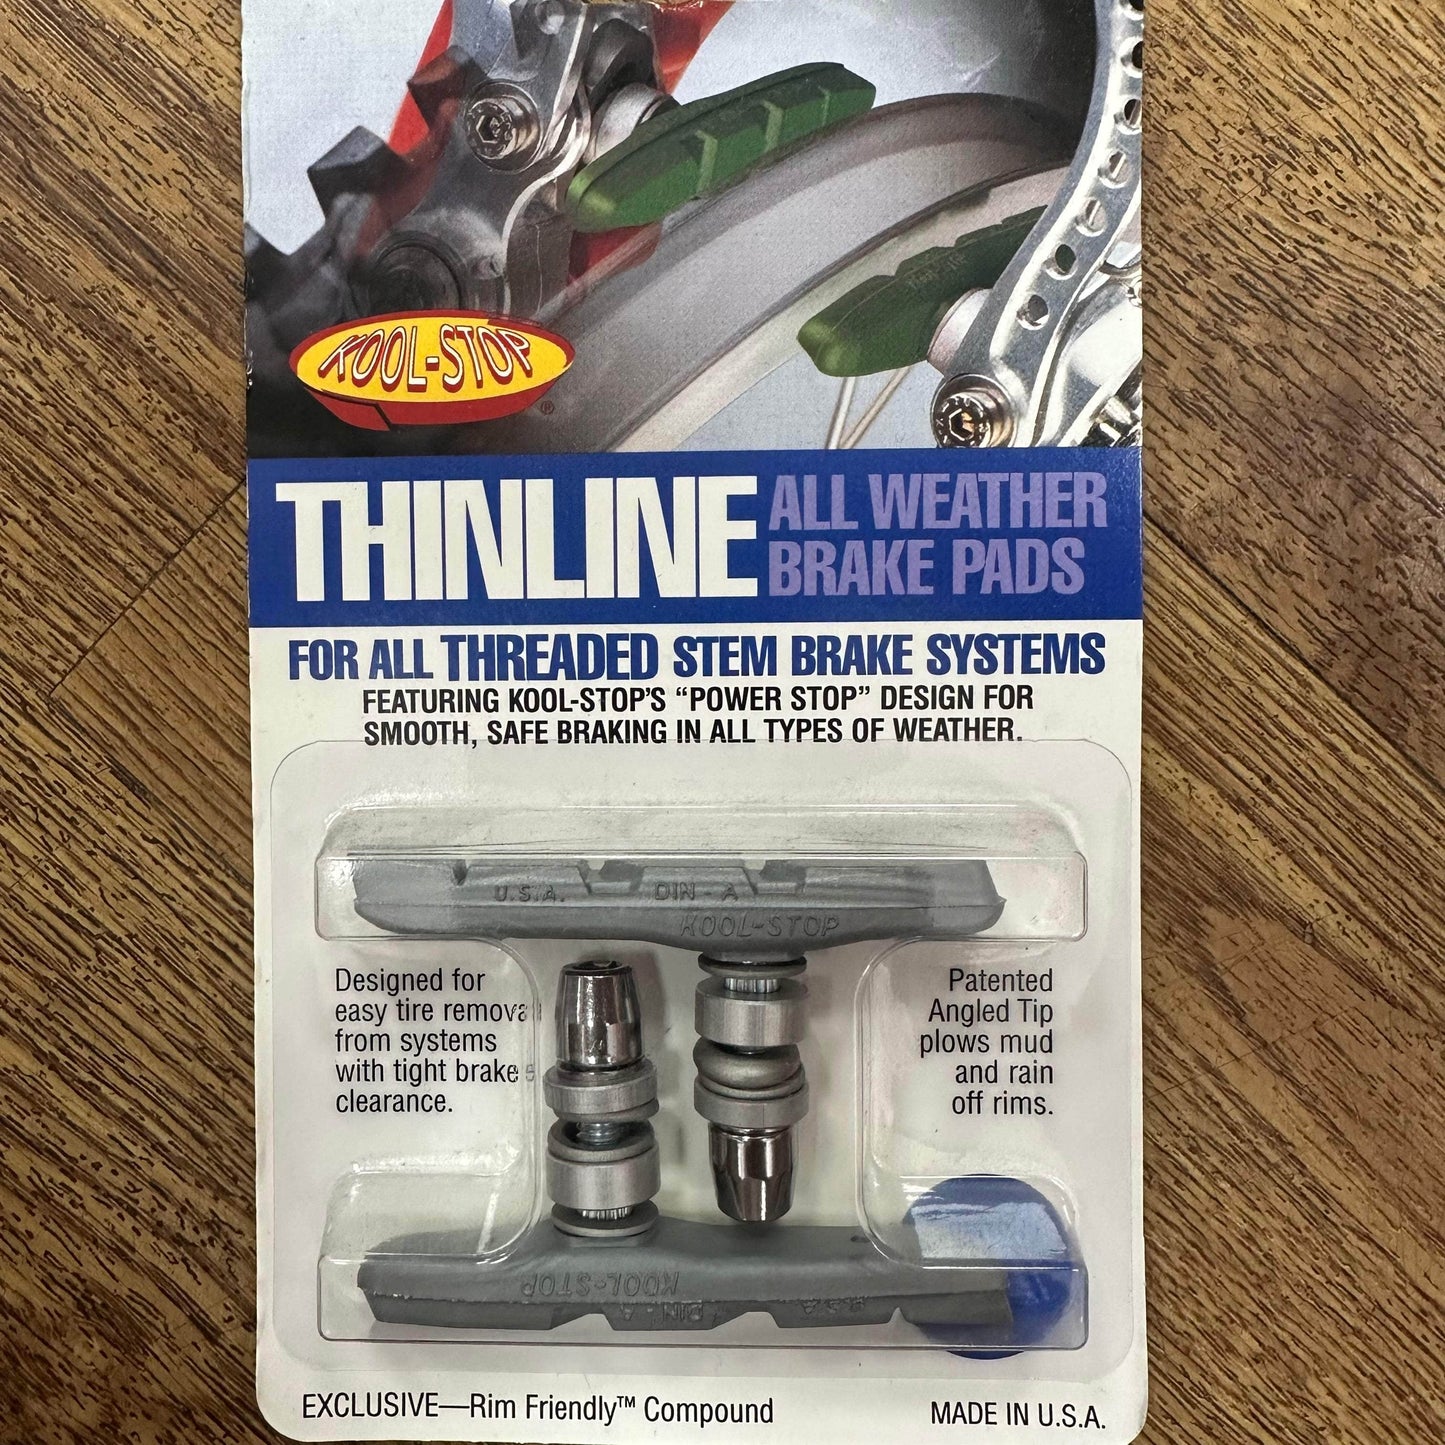 KOOL-STOP®
THINLINE
ALL WEATHER
BRAKE PADS
FOR ALL THREADED STEM BRAKE SYSTEMS
FEATURING KOOL-STOP'S “POWER STOP” DESIGN FOR
SMOOTH, SAFE BRAKING IN ALL TYPES OF WEATHER.
U.S.A. DIN-A
KOOL-STOP
Designed for
easy tire removal
from systems
with tight brake
clearance.
Patented
Angled Tip
plows mud
and rain
off rims.
KOOL-STOP
DIN-A U.S.A
EXCLUSIVE—Rim Friendly™ Compound
MADE IN U.S.A.